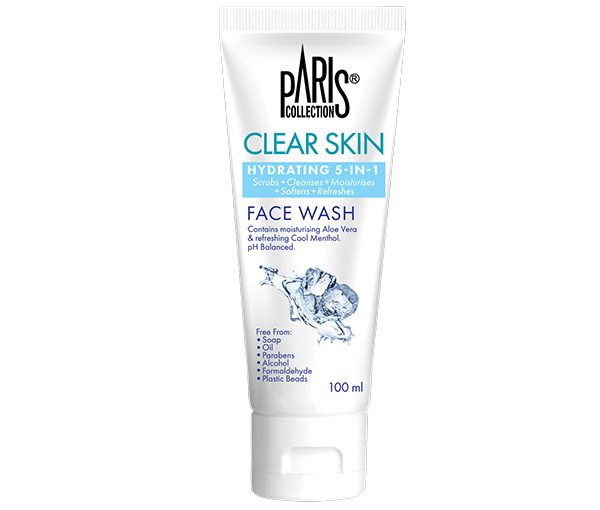 PARIS®
COLLECTION
CLEAR SKIN
HYDRATING 5-IN-1
Scrubs + Cleanses + Moisturises
+ Softens + Refreshes
FACE WASH
Contains moisturising Aloe Vera
& refreshing Cool Menthol.
pH Balanced.
Free From:
• Soap
• Oil
• Parabens
• Alcohol
• Formaldehyde
• Plastic Beads
100 ml